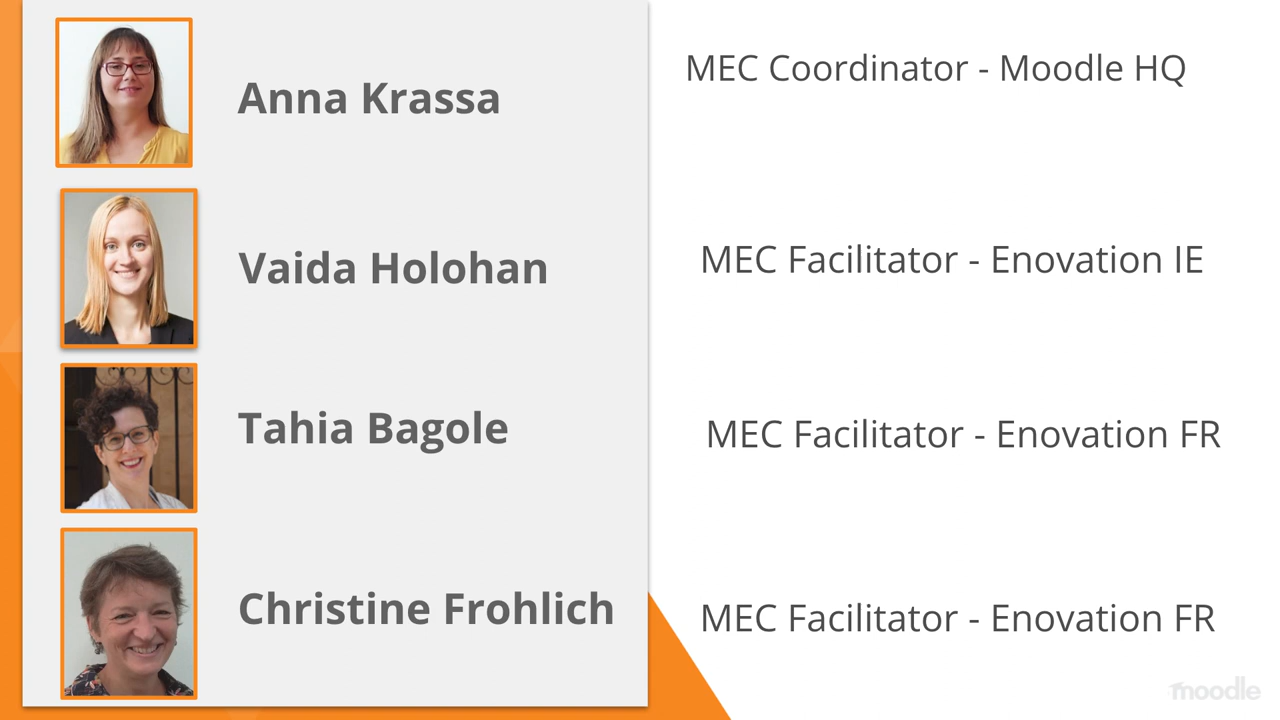 Anna Krassa
MEC Coordinator - Moodle HQ
Vaida Holohan
MEC Facilitator - Enovation IE
Tahia Bagole
MEC Facilitator - Enovation FR
Christine Frohlich
MEC Facilitator - Enovation FR
moodle